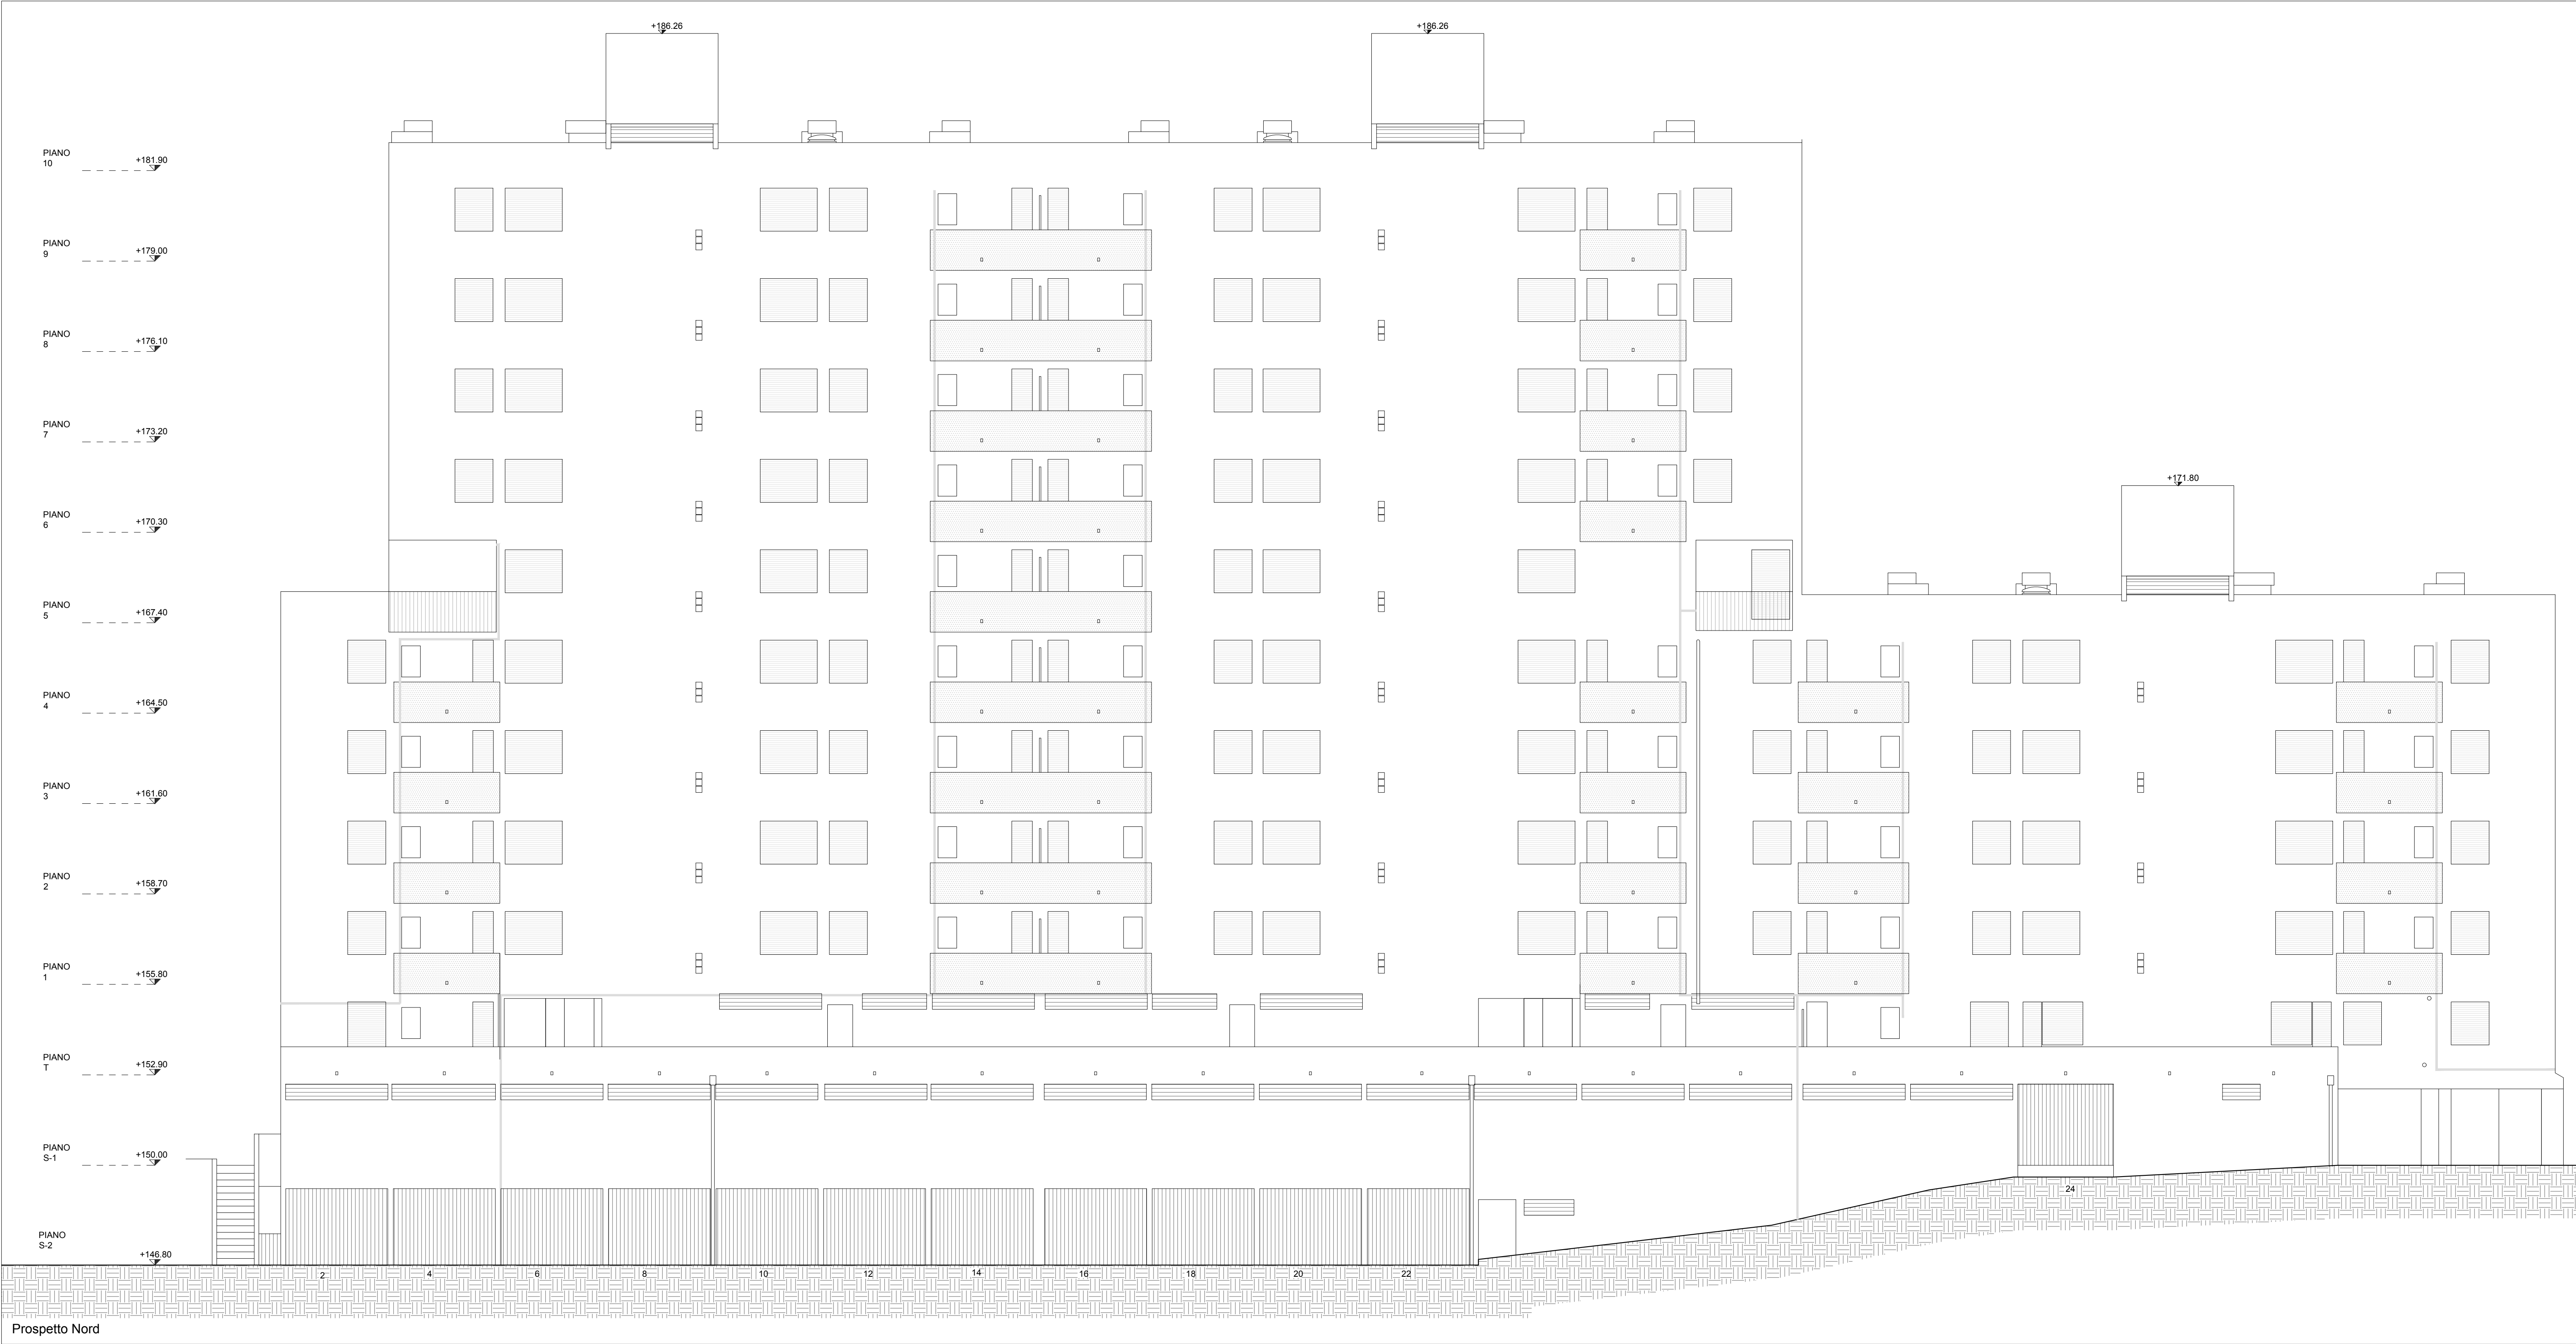 +186.26
+186.26
PIANO
10
+181.90
PIANO
9
+179.00
PIANO
8
+176.10
PIANO
7
+173.20
+171.80
PIANO
6
+170.30
PIANO
5
+167.40
PIANO
4
+164.50
PIANO
3
+161.60
PIANO
2
+158.70
PIANO
1
+155.80
PIANO
T
+152.90
PIANO
S-1
+150.00
24
PIANO
S-2
+146.80
2 4 6 8 10 12 14 16 18 20 22
Prospetto Nord